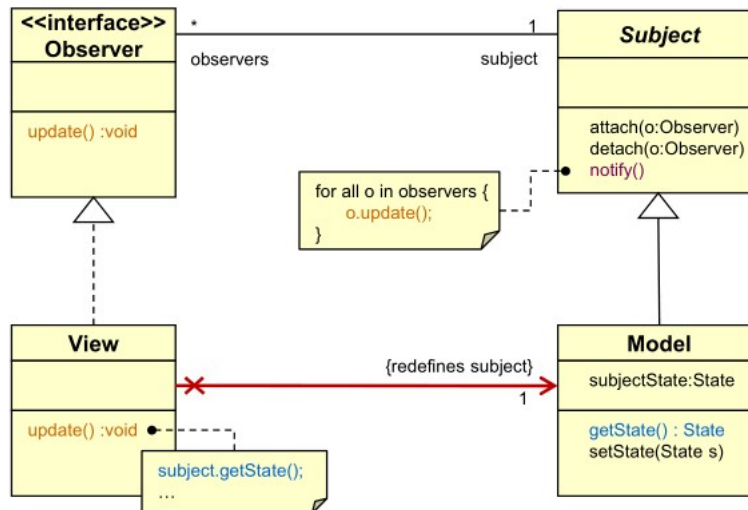 <<interface>>
Observer
update() :void
*
observers
1
subject
Subject
attach(o:Observer)
detach(o:Observer)
notify()
for all o in observers {
o.update();
}
View
update() :void
subject.getState();
...
{redefines subject}
1
Model
subjectState:State
getState() : State
setState(State s)